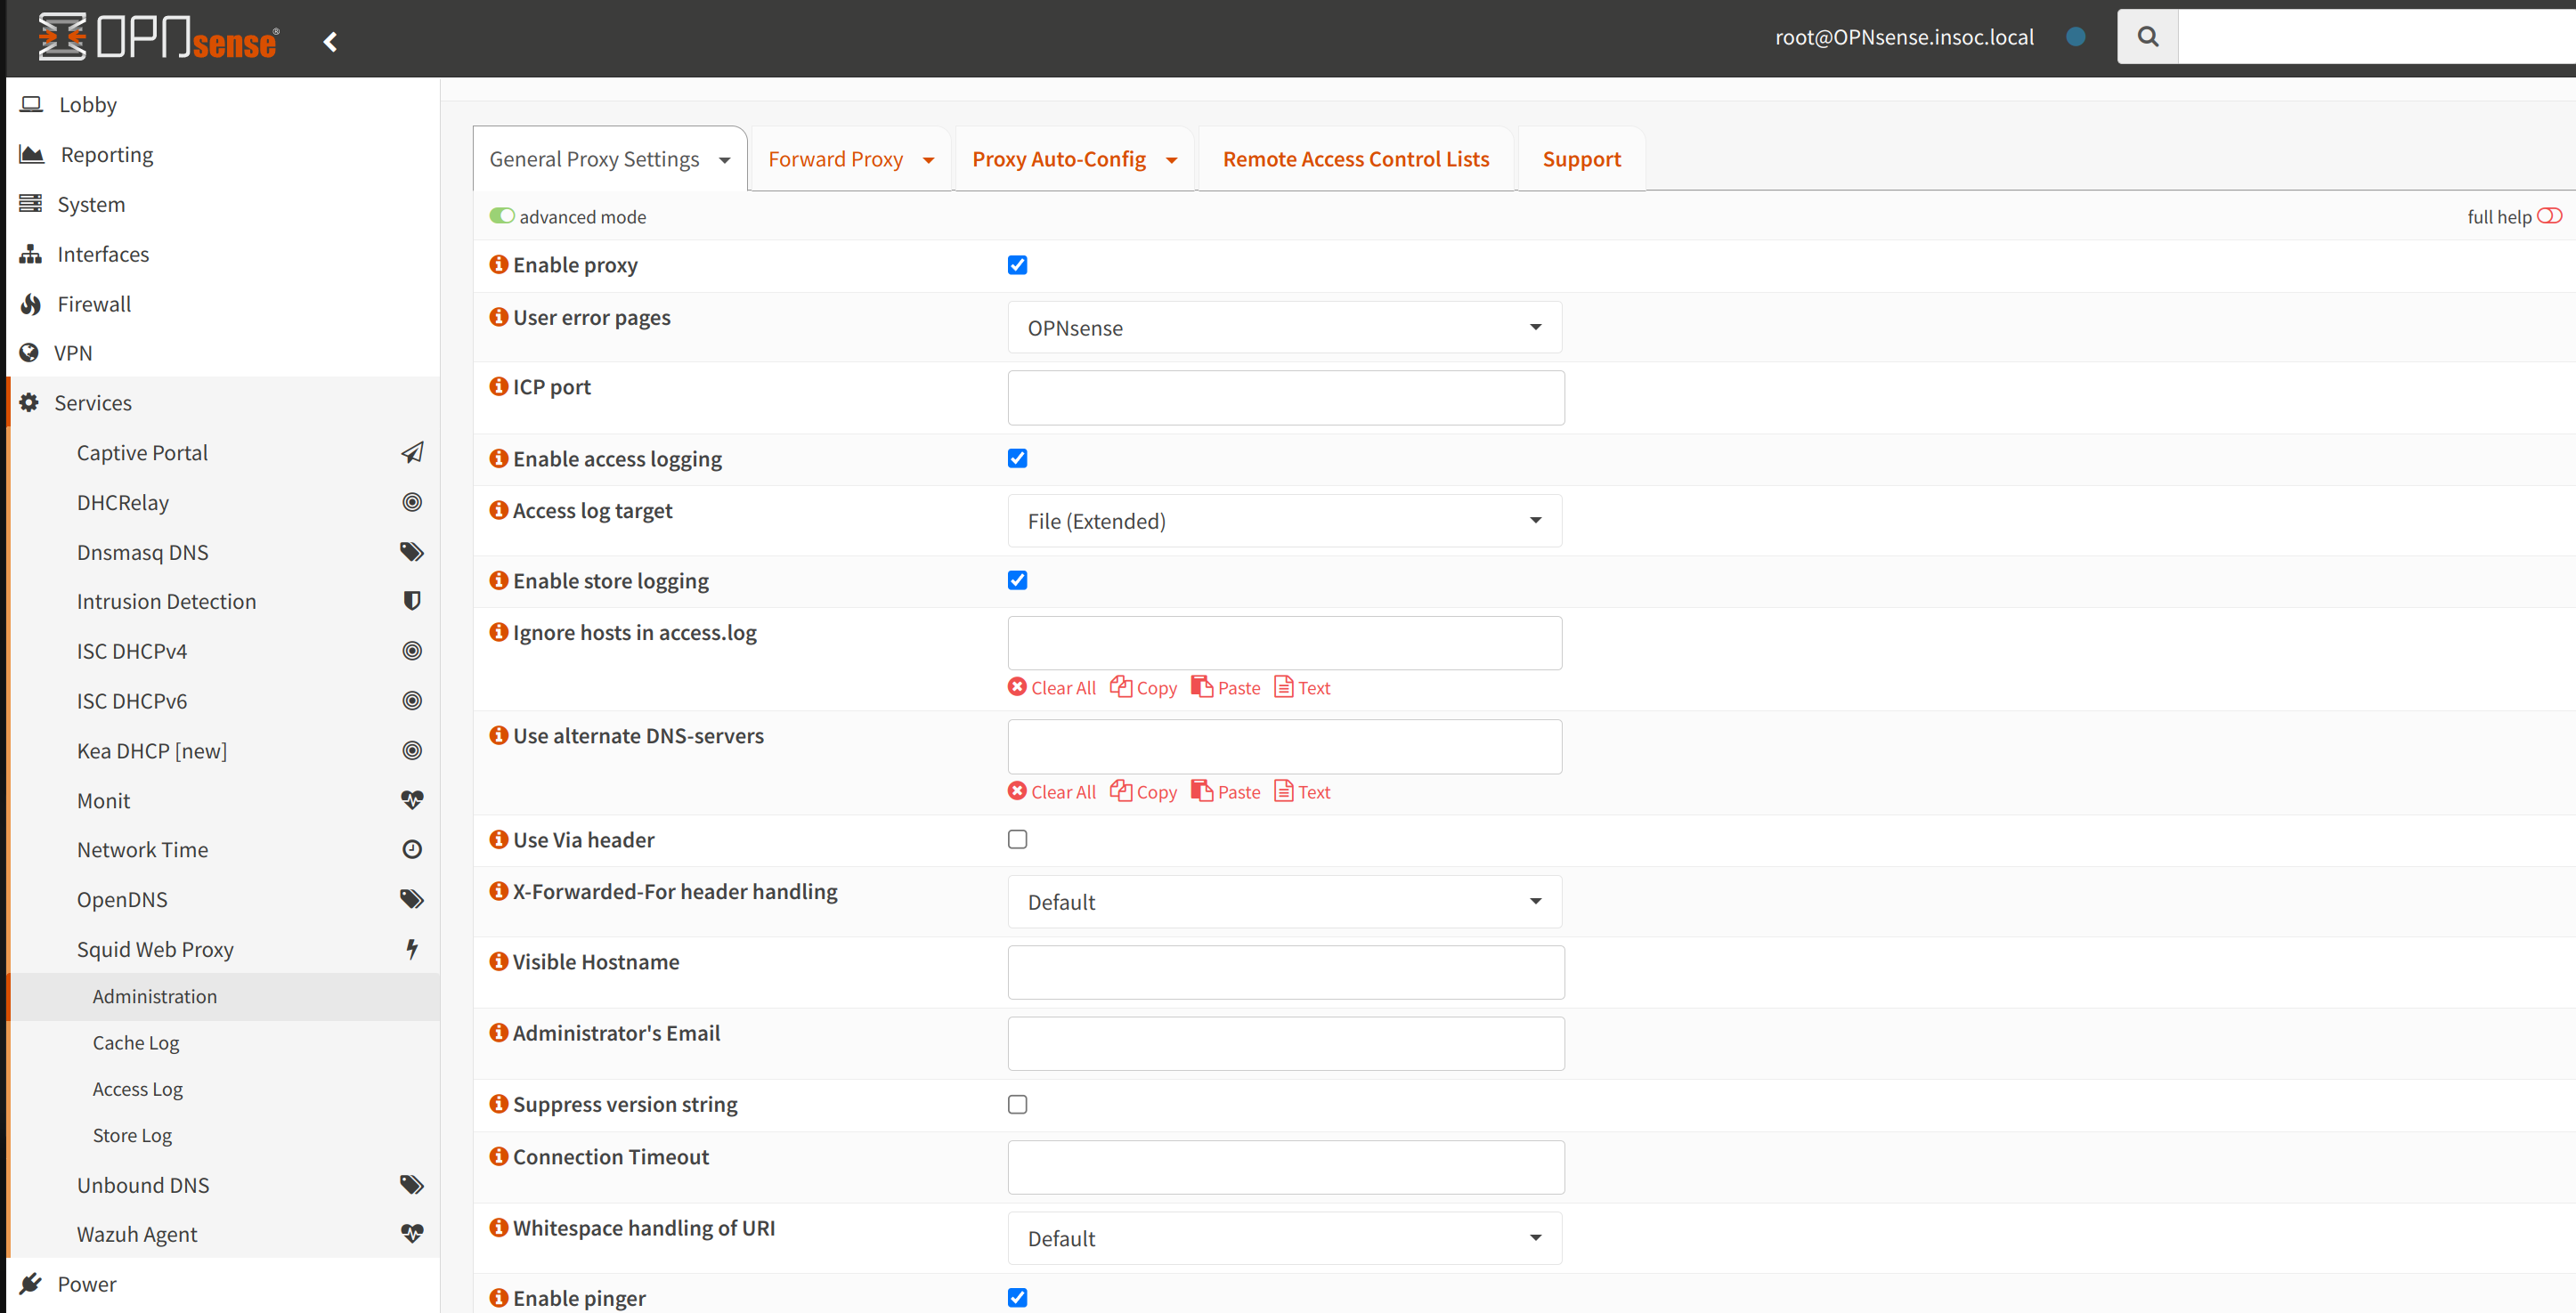 OPNsense®
root@OPNsense.insoc.local
Lobby
Reporting
System
Interfaces
Firewall
VPN
Services
Captive Portal
DHCRelay
Dnsmasq DNS
Intrusion Detection
ISC DHCPv4
ISC DHCPv6
Kea DHCP [new]
Monit
Network Time
OpenDNS
Squid Web Proxy
Administration
Cache Log
Access Log
Store Log
Unbound DNS
Wazuh Agent
Power
General Proxy Settings
Forward Proxy
Proxy Auto-Config
Remote Access Control Lists
Support
advanced mode
full help
Enable proxy
User error pages
OPNsense
ICP port
Enable access logging
Access log target
File (Extended)
Enable store logging
Ignore hosts in access.log
Clear All Copy Paste Text
Use alternate DNS-servers
Clear All Copy Paste Text
Use Via header
X-Forwarded-For header handling
Default
Visible Hostname
Administrator's Email
Suppress version string
Connection Timeout
Whitespace handling of URI
Default
Enable pinger